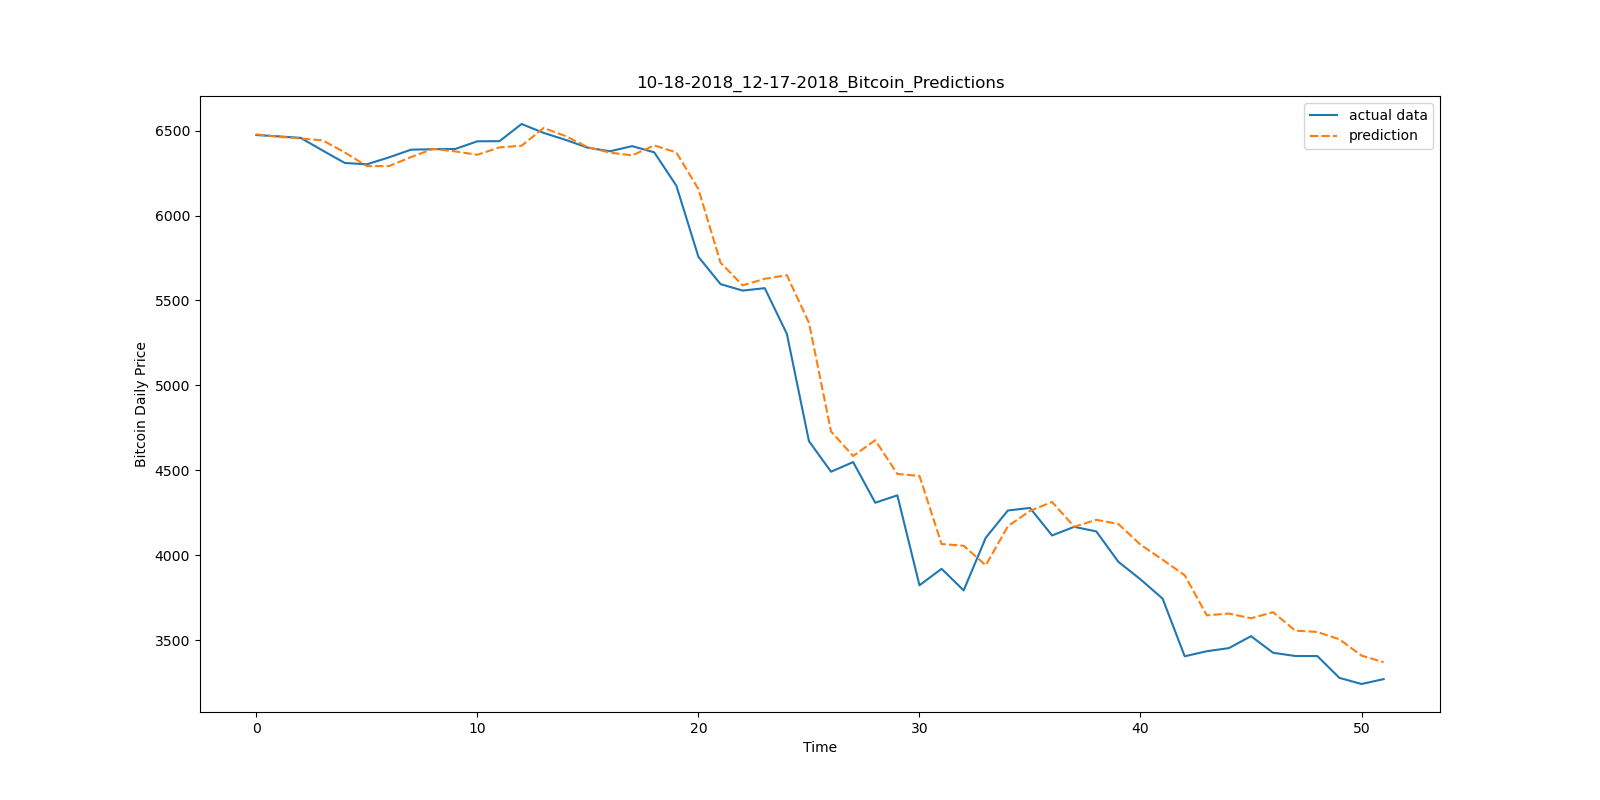 10-18-2018_12-17-2018_Bitcoin_Predictions
actual data
prediction
6500
6000
5500
5000
4500
4000
3500
Bitcoin Daily Price
0 10 20 30 40 50
Time